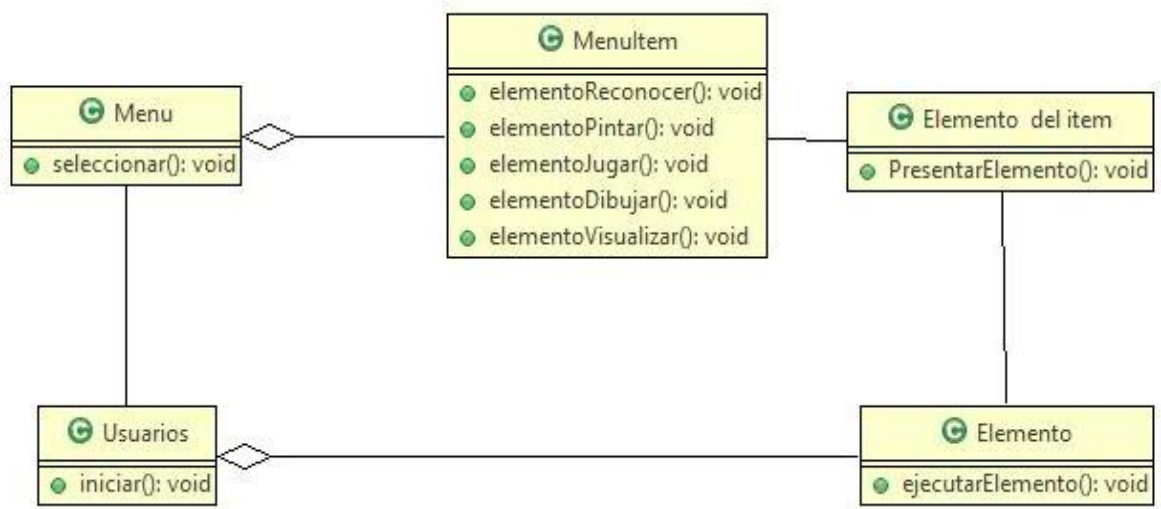 Menu
seleccionar(): void
MenuItem
elementoReconocer(): void
elementoPintar(): void
elementoJugar(): void
elementoDibujar(): void
elementoVisualizar(): void
Elemento del item
PresentarElemento(): void
Usuarios
iniciar(): void
Elemento
ejecutarElemento(): void